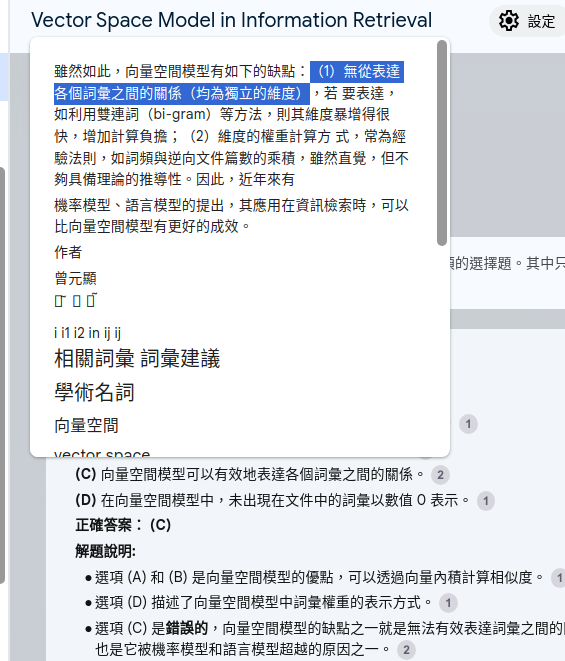 Vector Space Model in Information Retrieval
設定
雖然如此，向量空間模型有如下的缺點：（1）無從表達
各個詞彙之間的關係（均為獨立的維度），若 要表達，
如利用雙連詞（bi-gram）等方法，則其維度暴增得很
快，增加計算負擔；（2）維度的權重計算方 式，常為經
驗法則，如詞頻與逆向文件篇數的乘積，雖然直覺，但不
夠具備理論的推導性。因此，近年來有
機率模型、語言模型的提出，其應用在資訊檢索時，可以
比向量空間模型有更好的成效。
作者
曾元顯
i i1 i2 in ij ij
相關詞彙 詞彙建議
學術名詞
向量空間
vector space
的選擇題。其中只
1
(C) 向量空間模型可以有效地表達各個詞彙之間的關係。 2
(D) 在向量空間模型中，未出現在文件中的詞彙以數值 0 表示。 1
正確答案： (C)
解題說明:
● 選項 (A) 和 (B) 是向量空間模型的優點，可以透過向量內積計算相似度。 1
● 選項 (D) 描述了向量空間模型中詞彙權重的表示方式。 1
● 選項 (C) 是錯誤的，向量空間模型的缺點之一就是無法有效表達詞彙之間的
也是它被機率模型和語言模型超越的原因之一。 2